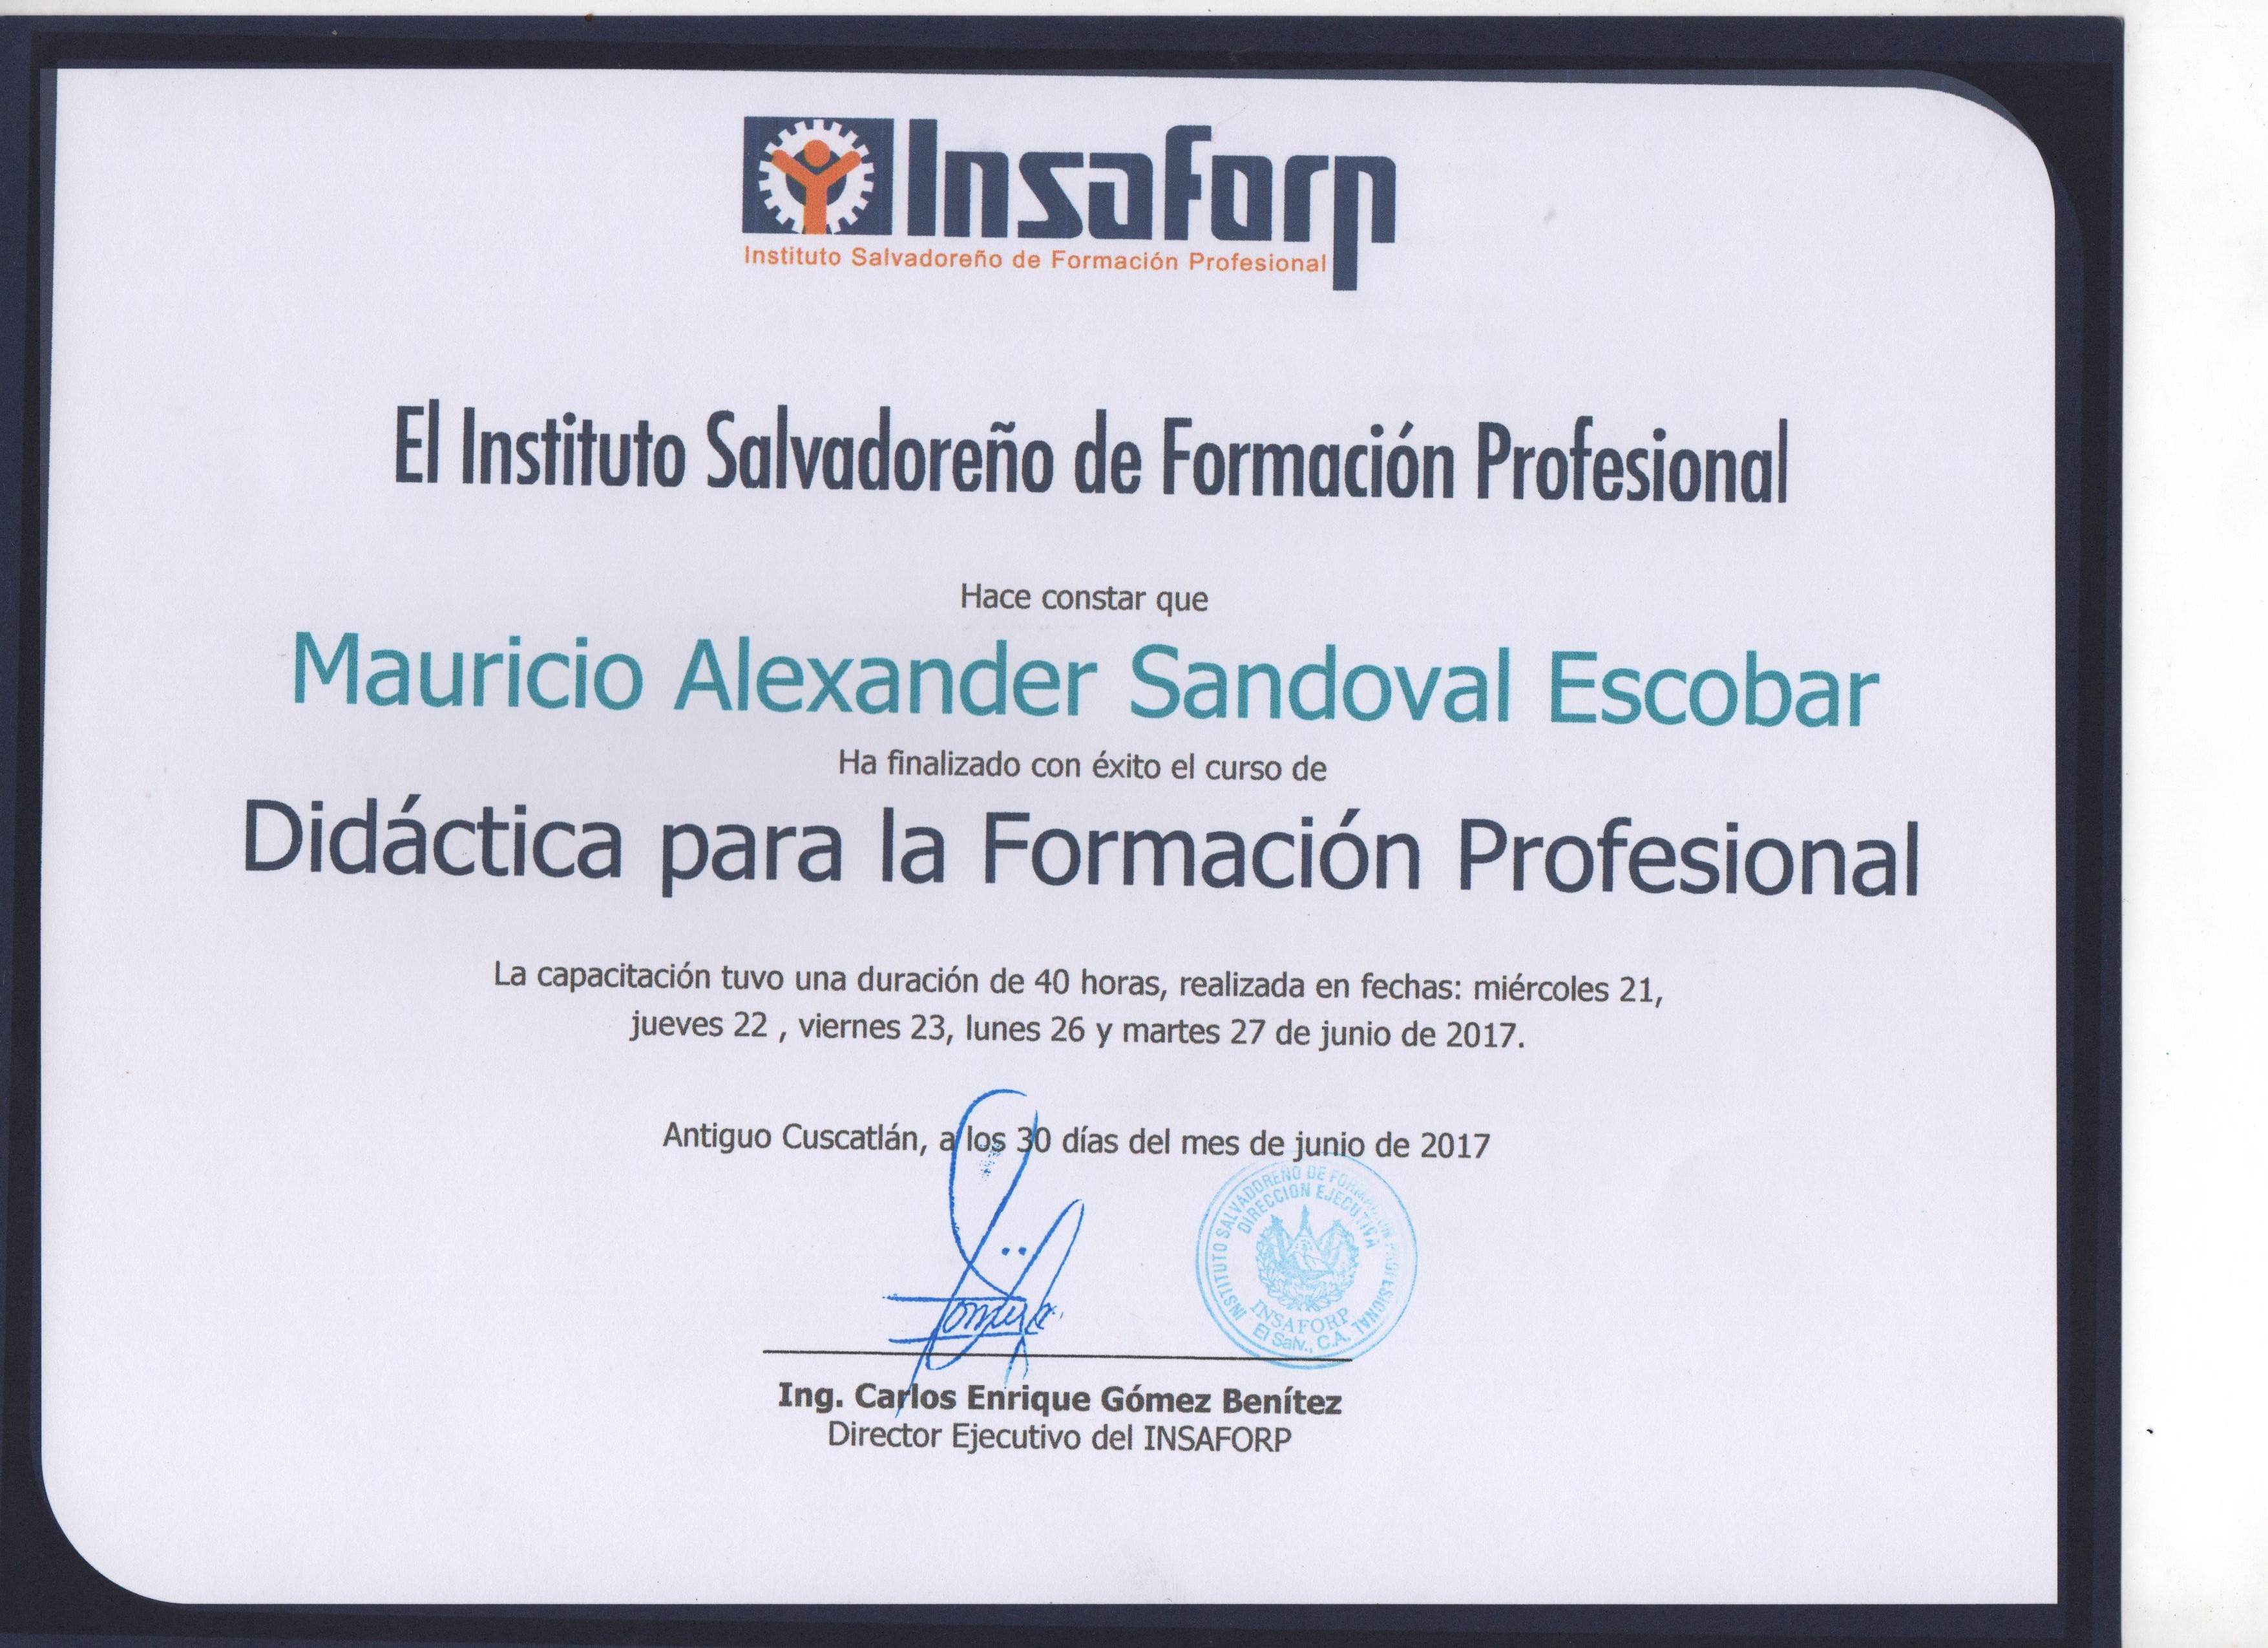 Insaforp
Instituto Salvadoreño de Formación Profesional
El Instituto Salvadoreño de Formación Profesional
Hace constar que
Mauricio Alexander Sandoval Escobar
Ha finalizado con éxito el curso de
Didáctica para la Formación Profesional
La capacitación tuvo una duración de 40 horas, realizada en fechas: miércoles 21,
jueves 22 , viernes 23, lunes 26 y martes 27 de junio de 2017.
Antiguo Cuscatlán, a los 30 días del mes de junio de 2017
INSTITUTO SALVADOREÑO DE FORMACION PROFESIONAL
DIRECCION EJECUTIVA
INSAFORP
El Salv., C.A.
Ing. Carlos Enrique Gómez Benítez
Director Ejecutivo del INSAFORP